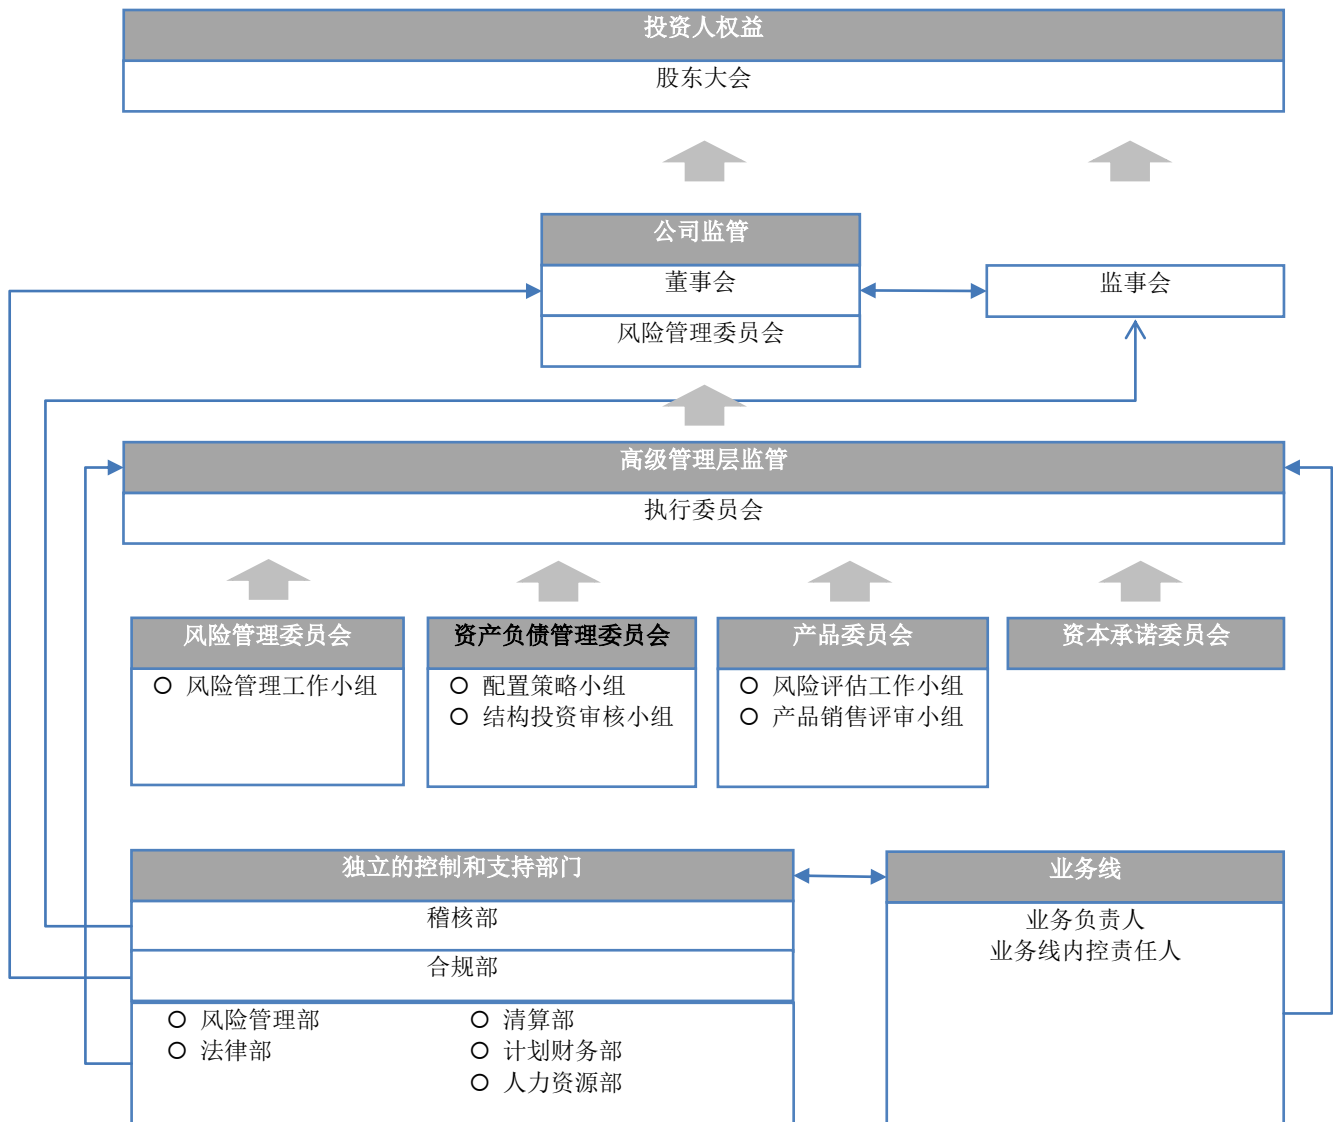 投资人权益
股东大会
公司监管
董事会
监事会
风险管理委员会
高级管理层监管
执行委员会
风险管理委员会
风险管理工作小组
资产负债管理委员会
配置策略小组
结构投资审核小组
产品委员会
风险评估工作小组
产品销售评审小组
资本承诺委员会
独立的控制和支持部门
稽核部
合规部
风险管理部
法律部
清算部
计划财务部
人力资源部
业务线
业务负责人
业务线内控责任人